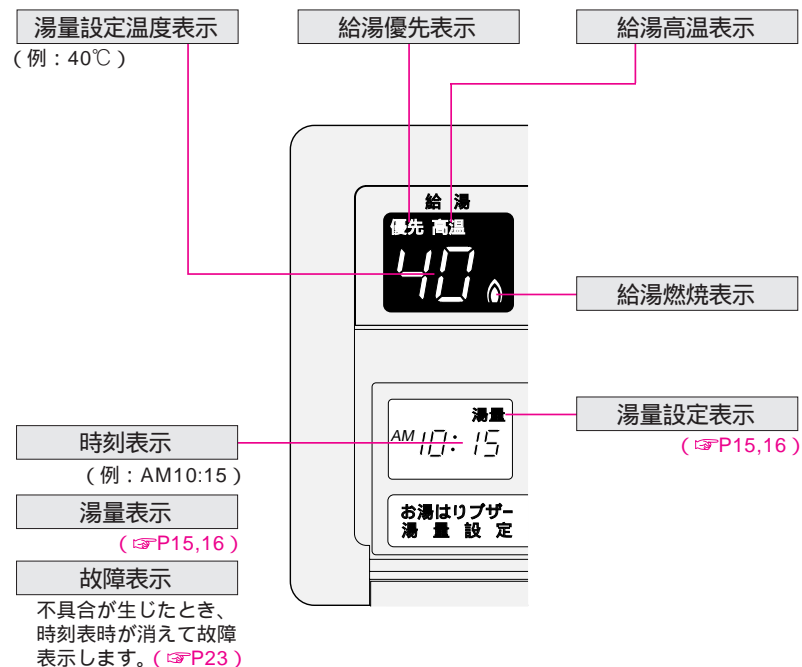 湯量設定温度表示
(例:40℃)
給湯優先表示
給湯高温表示
給 湯
優先 高温
40
給湯燃焼表示
湯量
AM 10:15
湯量設定表示
(☞P15,16)
時刻表示
(例:AM10:15)
湯量表示
(☞P15,16)
お湯はりブザー
湯 量 設 定
故障表示
不具合が生じたとき、
時刻表時が消えて故障
表示します。(☞P23)